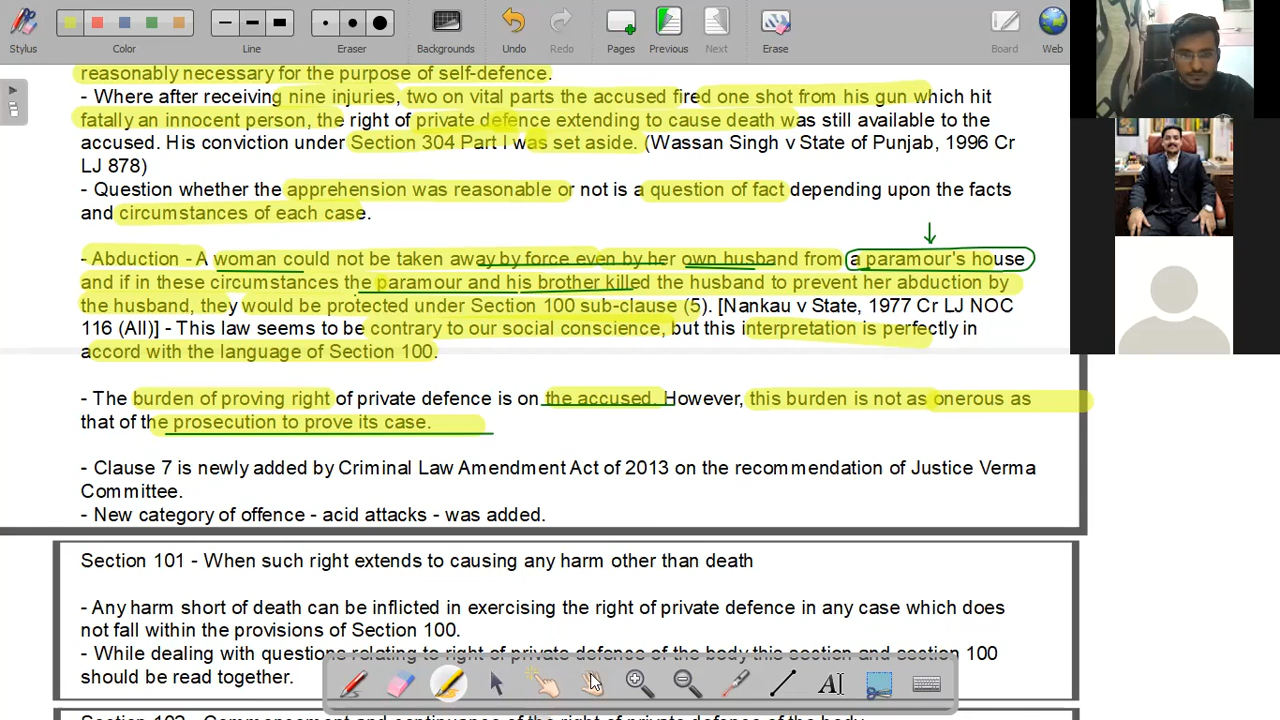 Stylus
Color
Line
Eraser
Backgrounds
Undo
Redo
Pages
Previous
Next
Erase
Board
Web
reasonably necessary for the purpose of self-defence.
- Where after receiving nine injuries, two on vital parts the accused fired one shot from his gun which hit
fatally an innocent person, the right of private defence extending to cause death was still available to the
accused. His conviction under Section 304 Part I was set aside. (Wassan Singh v State of Punjab, 1996 Cr
LJ 878)
- Question whether the apprehension was reasonable or not is a question of fact depending upon the facts
and circumstances of each case.
- Abduction - A woman could not be taken away by force even by her own husband from a paramour's house
and if in these circumstances the paramour and his brother killed the husband to prevent her abduction by
the husband, they would be protected under Section 100 sub-clause (5). [Nankau v State, 1977 Cr LJ NOC
116 (All)] - This law seems to be contrary to our social conscience, but this interpretation is perfectly in
accord with the language of Section 100.
- The burden of proving right of private defence is on the accused. However, this burden is not as onerous as
that of the prosecution to prove its case.
- Clause 7 is newly added by Criminal Law Amendment Act of 2013 on the recommendation of Justice Verma
Committee.
- New category of offence - acid attacks - was added.
Section 101 - When such right extends to causing any harm other than death
- Any harm short of death can be inflicted in exercising the right of private defence in any case which does
not fall within the provisions of Section 100.
- While dealing with questions relating to right of private defence of the body this section and section 100
should be read together.
Section 102 - Commencement and continuance of the right of private defence of the body